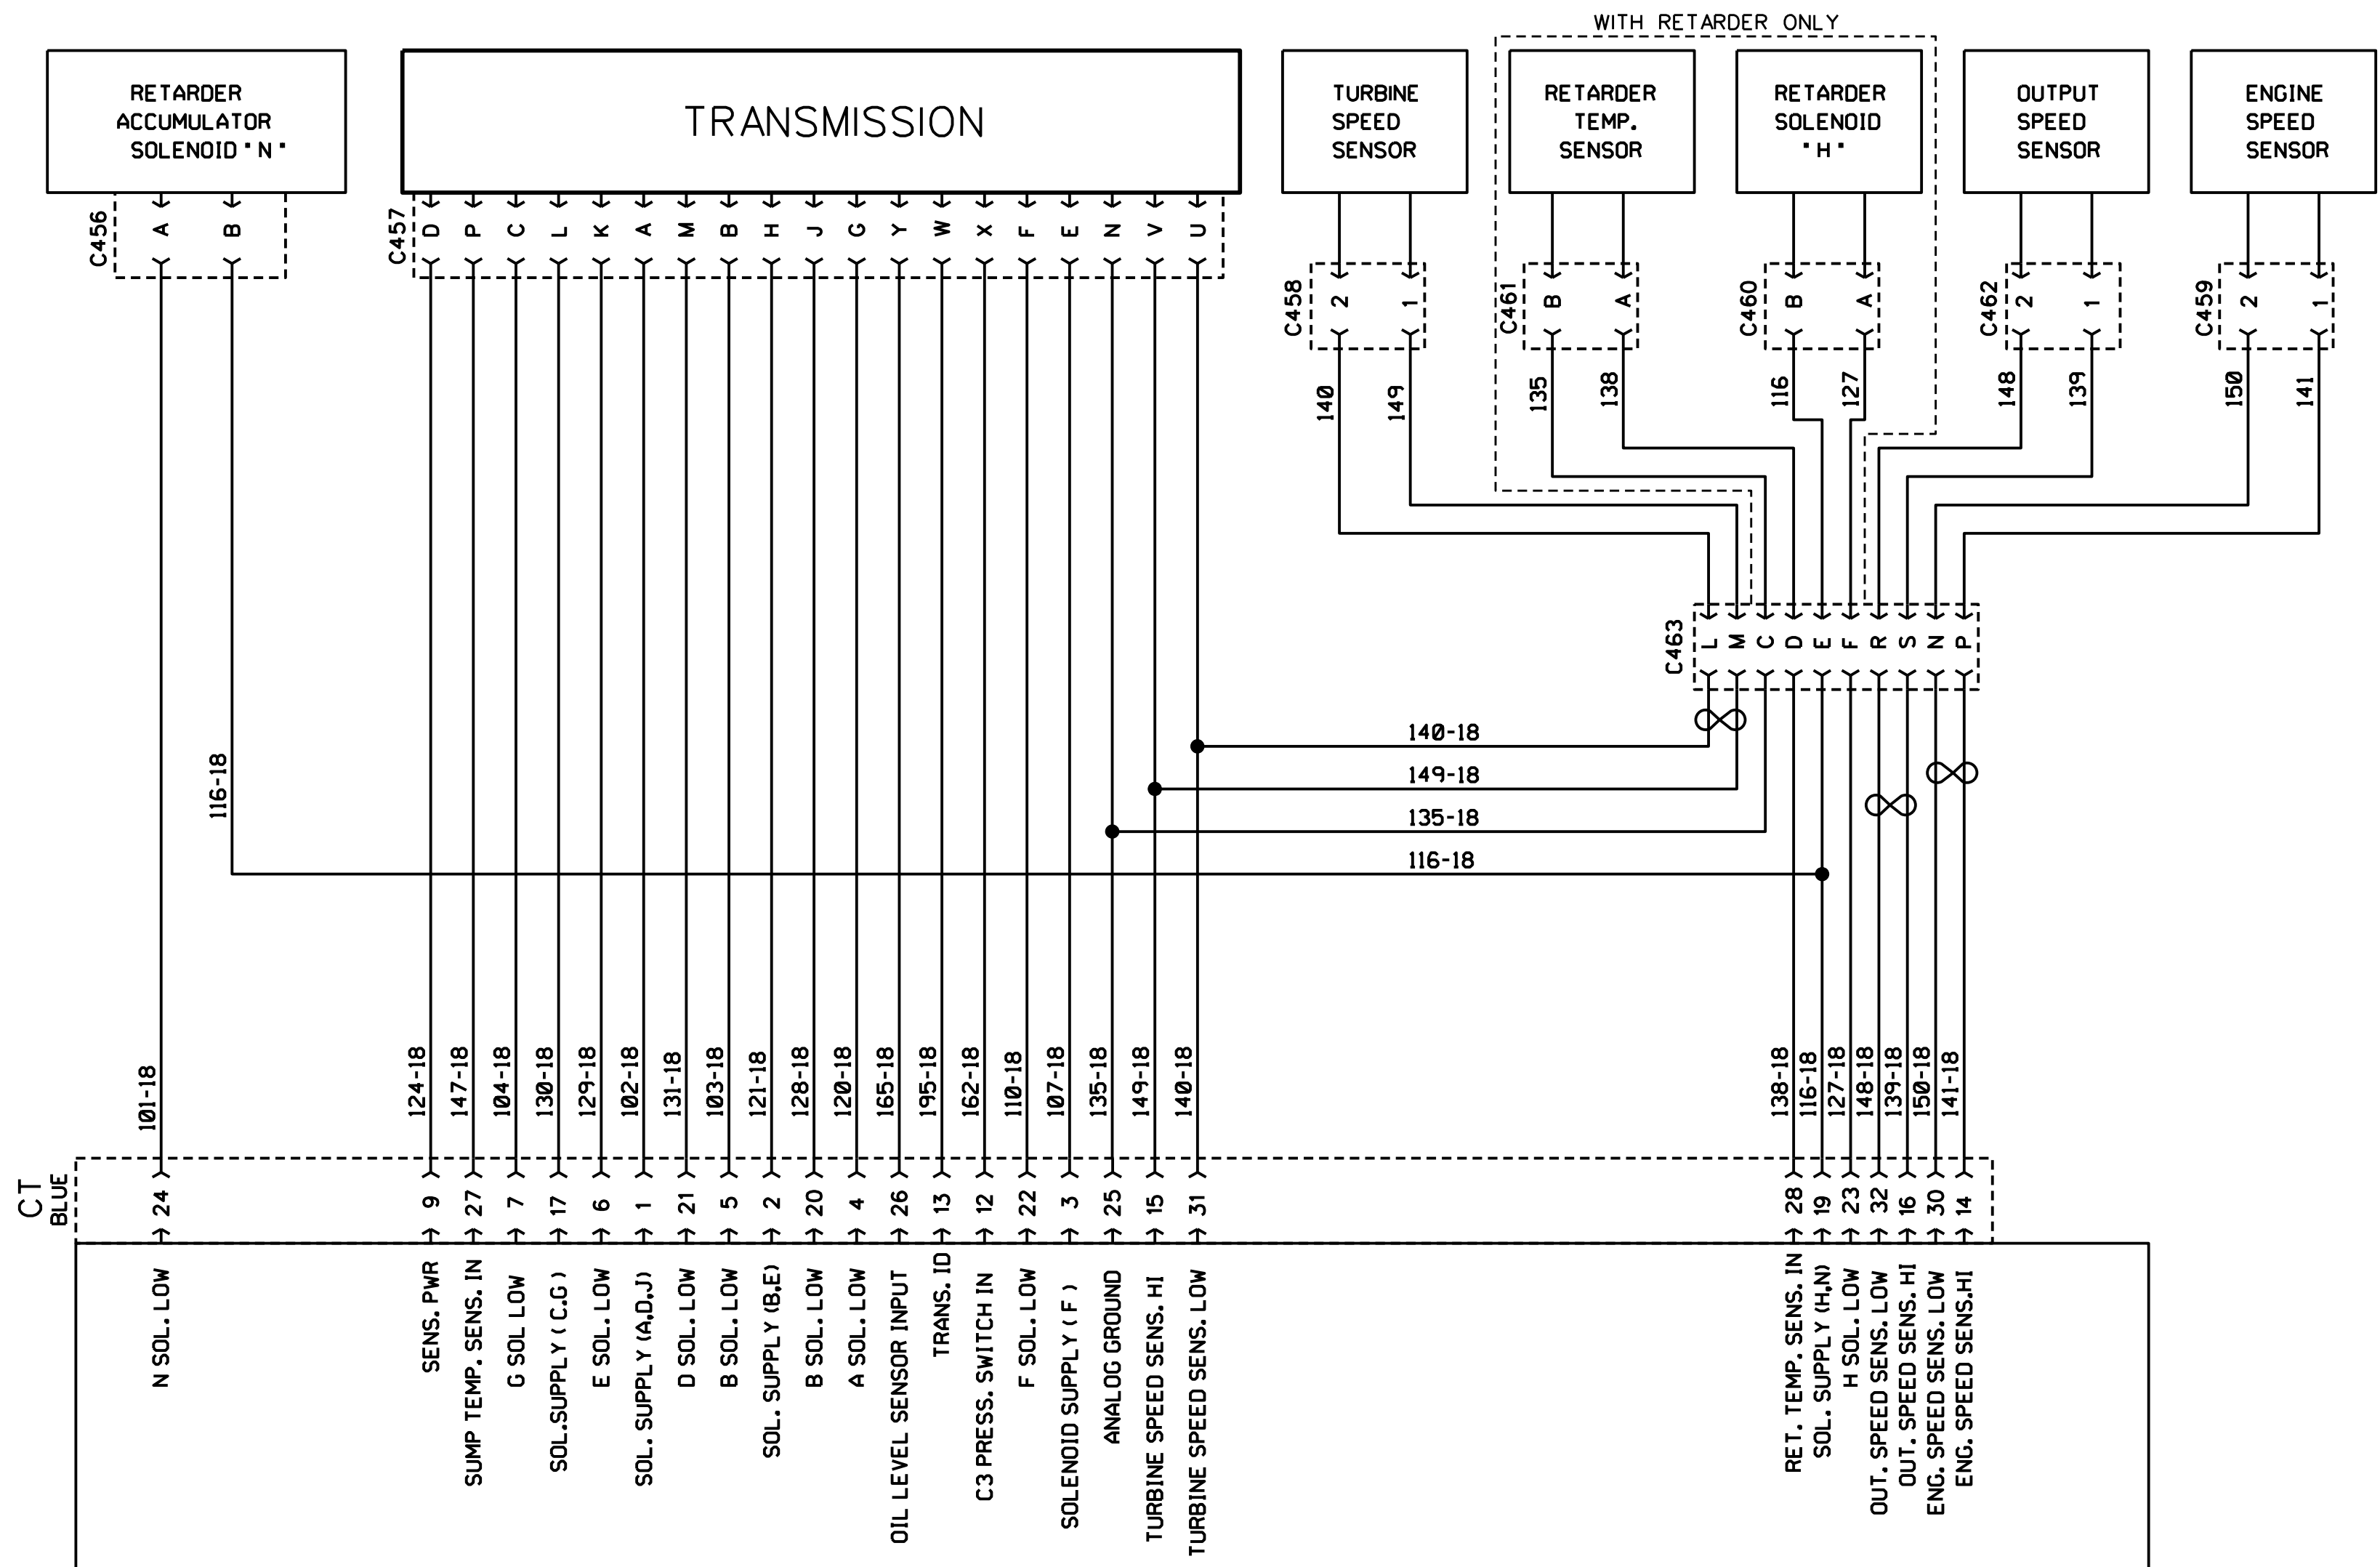 WITH RETARDER ONLY
RETARDER
ACCUMULATOR
SOLENOID "N"
TRANSMISSION
TURBINE
SPEED
SENSOR
RETARDER
TEMP.
SENSOR
RETARDER
SOLENOID
"H"
OUTPUT
SPEED
SENSOR
ENGINE
SPEED
SENSOR
C456
A
B
C457
D
P
C
L
K
A
M
B
H
J
G
Y
W
X
F
E
N
V
U
C458
2
1
C461
B
A
C460
B
A
C462
2
1
C459
2
1
140
149
135
138
116
127
148
139
150
141
C463
L
M
C
D
E
F
R
S
N
P
140-18
149-18
135-18
116-18
116-18
101-18
124-18
147-18
104-18
130-18
129-18
102-18
131-18
103-18
121-18
128-18
120-18
165-18
195-18
162-18
110-18
107-18
135-18
149-18
140-18
138-18
116-18
127-18
148-18
139-18
150-18
141-18
CT
BLUE
24
9
27
7
17
6
1
21
5
2
20
4
26
13
12
22
3
25
15
31
28
19
23
32
16
30
14
N SOL. LOW
SENS. PWR
SUMP TEMP. SENS. IN
G SOL LOW
SOL.SUPPLY ( C.G )
E SOL. LOW
SOL. SUPPLY (A,D,J)
D SOL. LOW
B SOL. LOW
SOL. SUPPLY (B,E)
B SOL. LOW
A SOL. LOW
OIL LEVEL SENSOR INPUT
TRANS. ID
C3 PRESS. SWITCH IN
F SOL. LOW
SOLENOID SUPPLY ( F )
ANALOG GROUND
TURBINE SPEED SENS. HI
TURBINE SPEED SENS. LOW
RET. TEMP. SENS. IN
SOL. SUPPLY (H,N)
H SOL. LOW
OUT. SPEED SENS. LOW
OUT. SPEED SENS. HI
ENG. SPEED SENS. LOW
ENG. SPEED SENS.HI